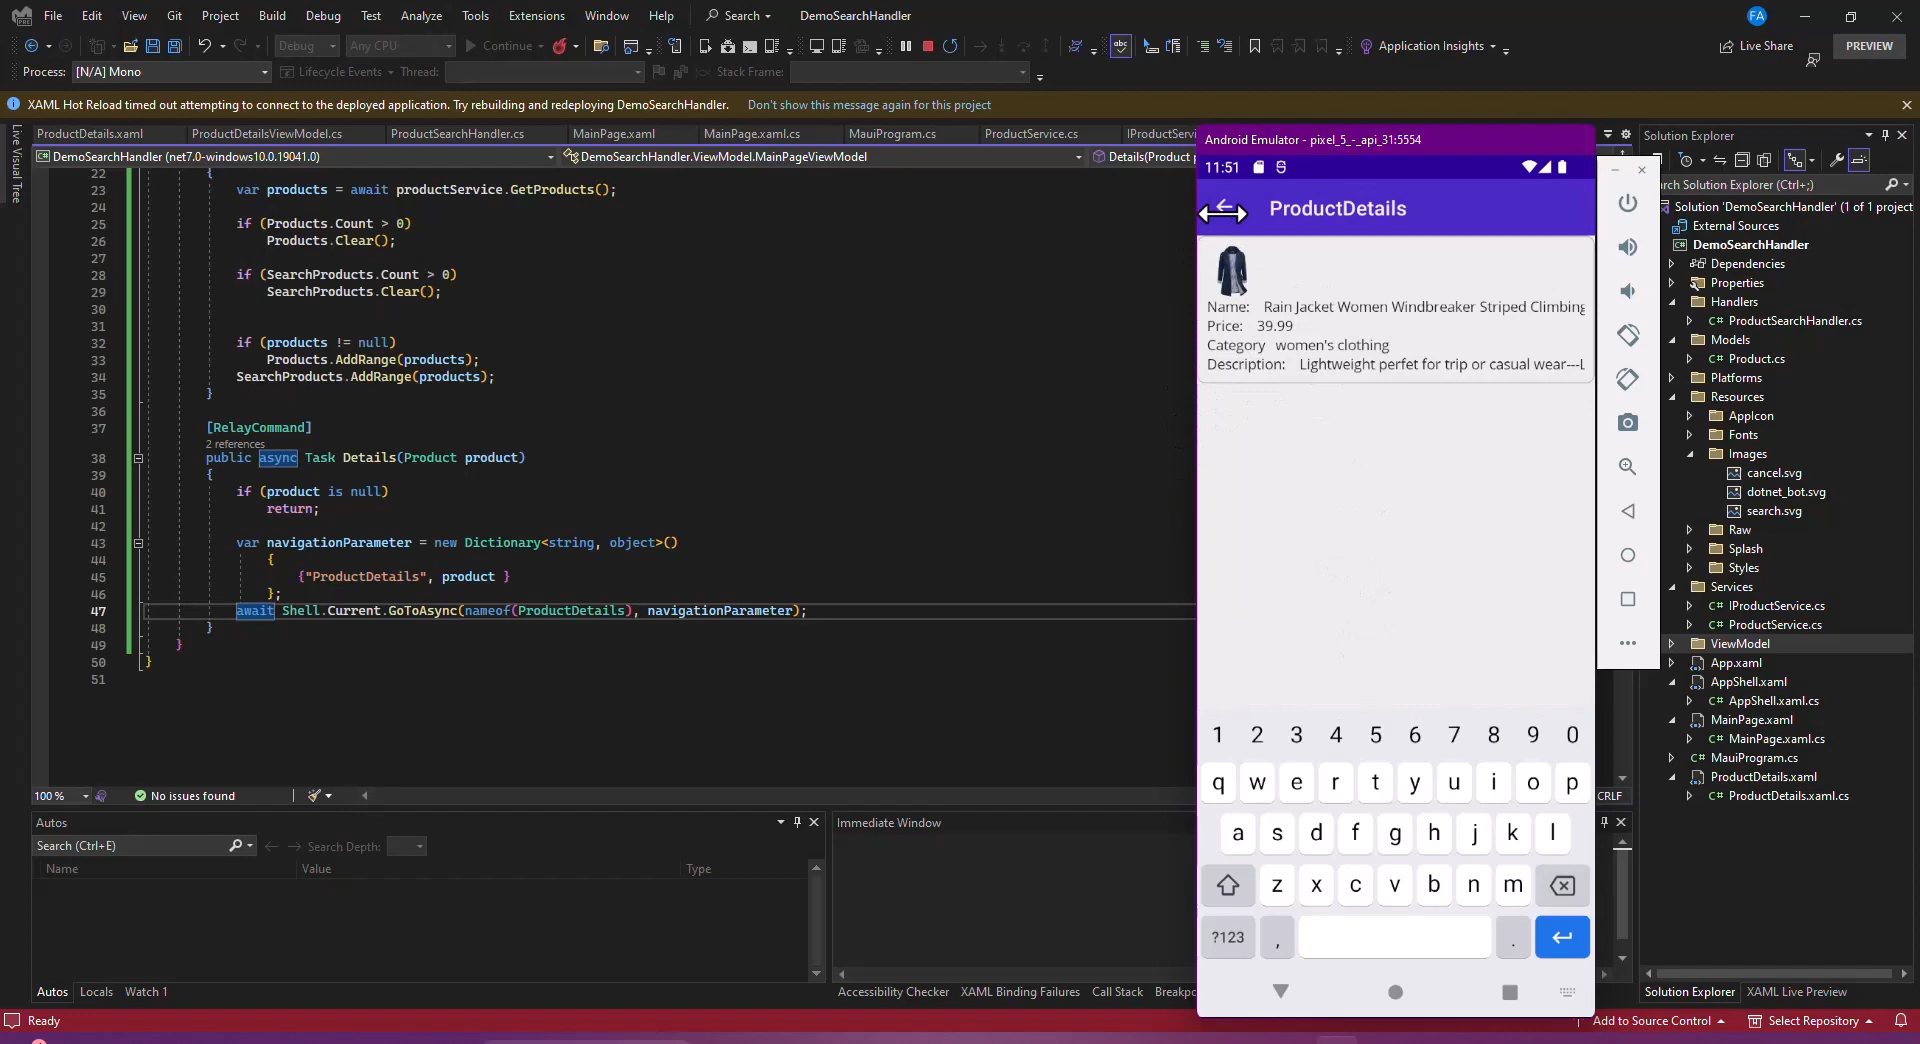 File Edit View Git Project Build Debug Test Analyze Tools Extensions Window Help Search DemoSearchHandler FA
Debug Any CPU Continue abc Application Insights Live Share PREVIEW
Process: [N/A] Mono Lifecycle Events Thread: Stack Frame:
XAML Hot Reload timed out attempting to connect to the deployed application. Try rebuilding and redeploying DemoSearchHandler. Don't show this message again for this project
Live Visual Tree
ProductDetails.xaml ProductDetailsViewModel.cs ProductSearchHandler.cs MainPage.xaml MainPage.xaml.cs MauiProgram.cs ProductService.cs IProductServi
DemoSearchHandler (net7.0-windows10.0.19041.0) DemoSearchHandler.ViewModel.MainPageViewModel Details(Product p
22 {
23 var products = await productService.GetProducts();
24
25 if (Products.Count > 0)
26 Products.Clear();
27
28 if (SearchProducts.Count > 0)
29 SearchProducts.Clear();
30
31
32 if (products != null)
33 Products.AddRange(products);
34 SearchProducts.AddRange(products);
35 }
36
37 [RelayCommand]
2 references
38 public async Task Details(Product product)
39 {
40 if (product is null)
41 return;
42
43 var navigationParameter = new Dictionary<string, object>()
44 {
45 {"ProductDetails", product }
46 };
47 await Shell.Current.GoToAsync(nameof(ProductDetails), navigationParameter);
48 }
49 }
50 }
51
100 % No issues found CRLF
Autos
Search (Ctrl+E) Search Depth:
Name Value Type
Autos Locals Watch 1
Immediate Window
Accessibility Checker XAML Binding Failures Call Stack Breakp
Android Emulator - pixel_5_-_api_31:5554
11:51
ProductDetails
Name: Rain Jacket Women Windbreaker Striped Climbing
Price: 39.99
Category women's clothing
Description: Lightweight perfet for trip or casual wear---L
1 2 3 4 5 6 7 8 9 0
q w e r t y u i o p
a s d f g h j k l
z x c v b n m
?123 , .
Solution Explorer
rch Solution Explorer (Ctrl+;)
Solution 'DemoSearchHandler' (1 of 1 project
External Sources
DemoSearchHandler
Dependencies
Properties
Handlers
C# ProductSearchHandler.cs
Models
C# Product.cs
Platforms
Resources
AppIcon
Fonts
Images
cancel.svg
dotnet_bot.svg
search.svg
Raw
Splash
Styles
Services
C# IProductService.cs
C# ProductService.cs
ViewModel
App.xaml
AppShell.xaml
C# AppShell.xaml.cs
MainPage.xaml
C# MainPage.xaml.cs
C# MauiProgram.cs
ProductDetails.xaml
C# ProductDetails.xaml.cs
Solution Explorer XAML Live Preview
Ready Add to Source Control Select Repository